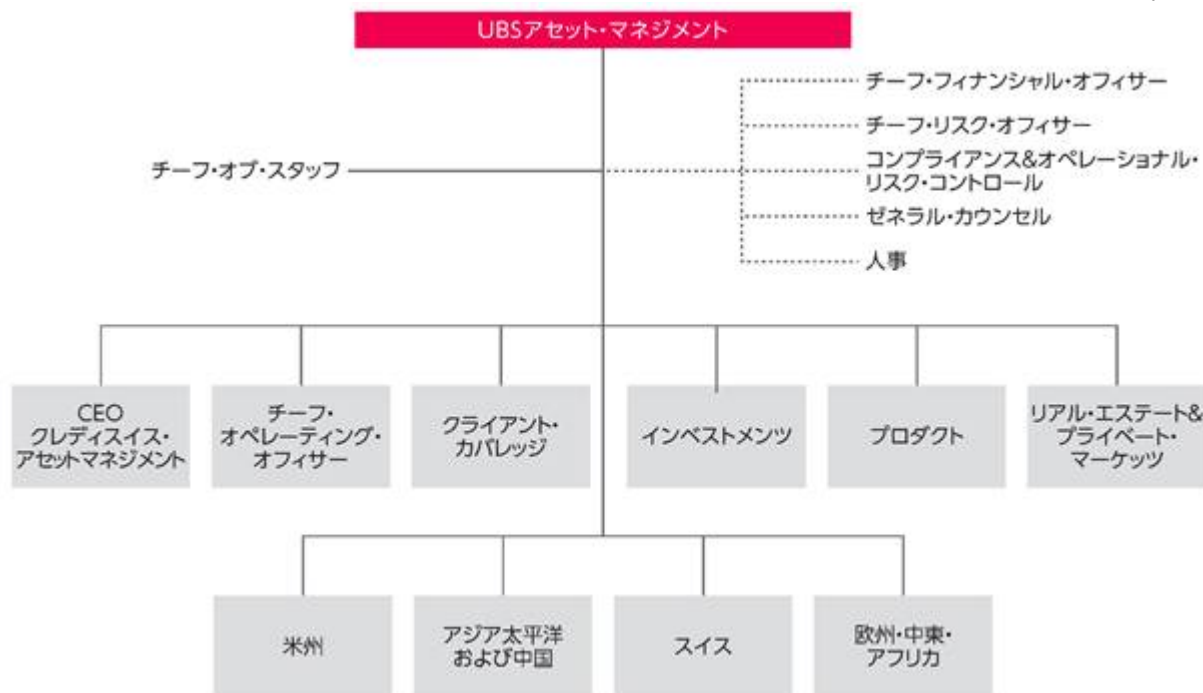 UBSアセット・マネジメント
チーフ・フィナンシャル・オフィサー
チーフ・リスク・オフィサー
チーフ・オブ・スタッフ
コンプライアンス&オペレーショナル・
リスク・コントロール
ゼネラル・カウンセル
人事
CEO
クレディスイス・
アセットマネジメント
チーフ・
オペレーティング・
オフィサー
クライアント・
カバレッジ
インベストメンツ
プロダクト
リアル・エステート&
プライベート・
マーケッツ
米州
アジア太平洋
および中国
スイス
欧州・中東・
アフリカ